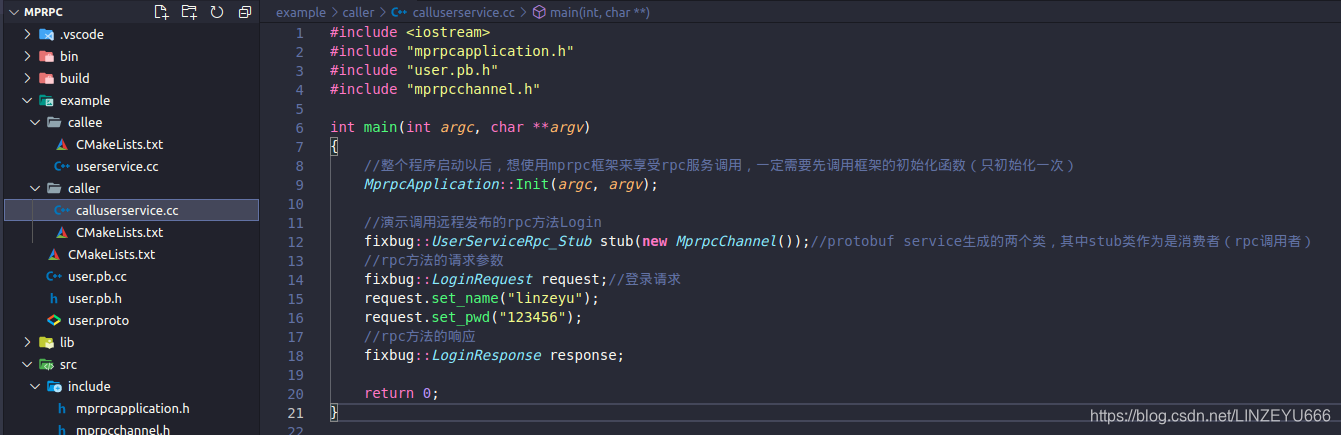 MPRPC
.vscode
bin
build
example
callee
CMakeLists.txt
userservice.cc
caller
calluserservice.cc
CMakeLists.txt
CMakeLists.txt
user.pb.cc
user.pb.h
user.proto
lib
src
include
mprpcapplication.h
mprpcchannel.h
example > caller > calluserservice.cc > main(int, char **)
1 #include <iostream>
2 #include "mprpcapplication.h"
3 #include "user.pb.h"
4 #include "mprpcchannel.h"
5
6 int main(int argc, char **argv)
7 {
8 //整个程序启动以后，想使用mprpc框架来享受rpc服务调用，一定需要先调用框架的初始化函数（只初始化一次）
9 MprpcApplication::Init(argc, argv);
10
11 //演示调用远程发布的rpc方法Login
12 fixbug::UserServiceRpc_Stub stub(new MprpcChannel());//protobuf service生成的两个类，其中stub类作为是消费者（rpc调用者）
13 //rpc方法的请求参数
14 fixbug::LoginRequest request;//登录请求
15 request.set_name("linzeyu");
16 request.set_pwd("123456");
17 //rpc方法的响应
18 fixbug::LoginResponse response;
19
20 return 0;
21 }
22
https://blog.csdn.net/LINZEYU666